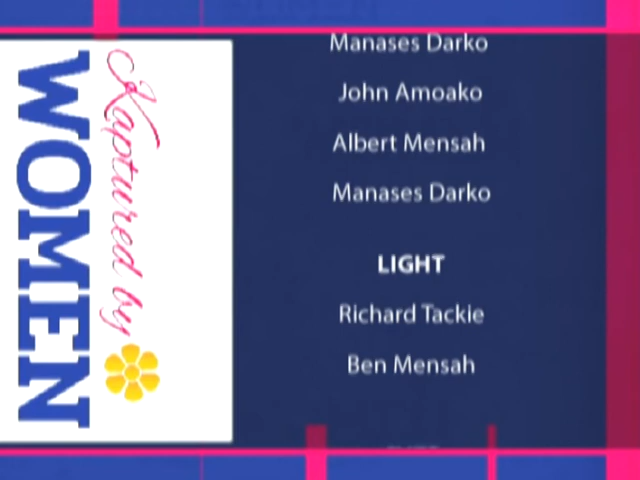 Kaptured by
WOMEN
Manases Darko
John Amoako
Albert Mensah
Manases Darko
LIGHT
Richard Tackie
Ben Mensah